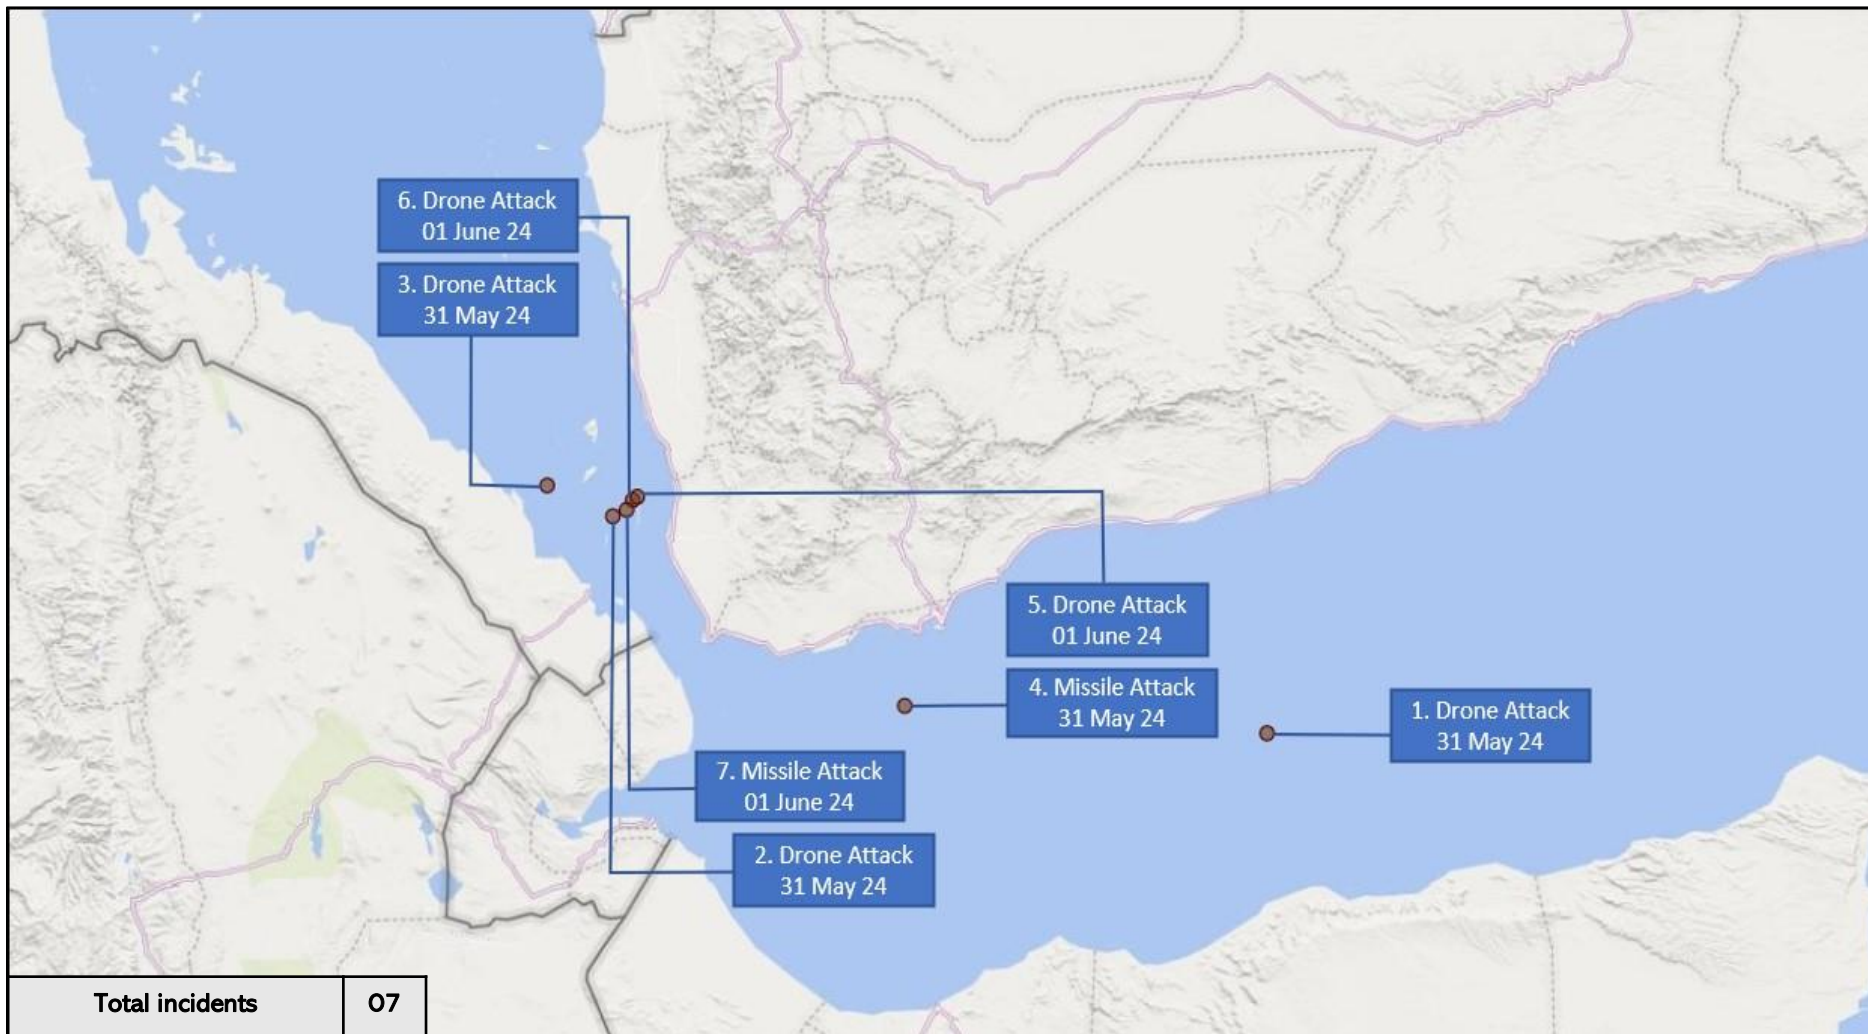 6. Drone Attack
01 June 24
3. Drone Attack
31 May 24
5. Drone Attack
01 June 24
4. Missile Attack
31 May 24
1. Drone Attack
31 May 24
7. Missile Attack
01 June 24
2. Drone Attack
31 May 24
Total incidents 07